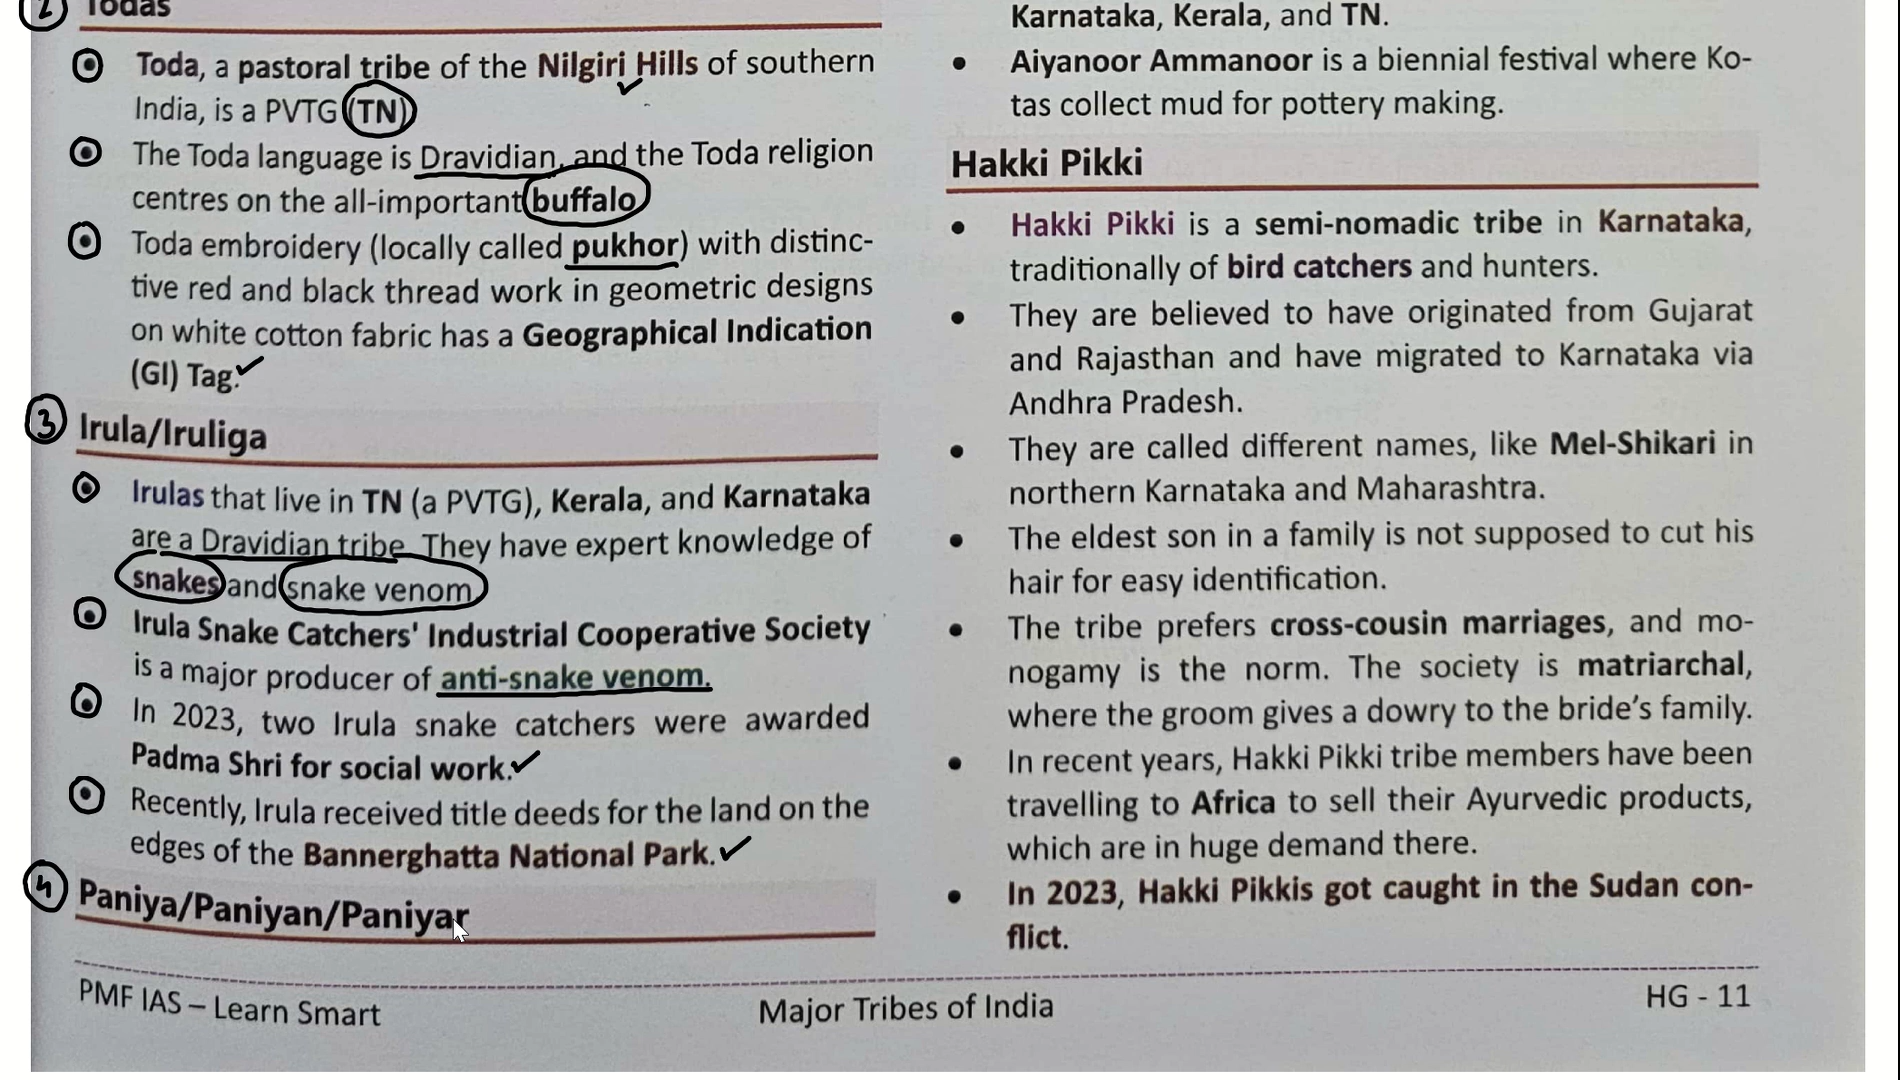 2 Todas
Toda, a pastoral tribe of the Nilgiri Hills of southern
India, is a PVTG (TN)
The Toda language is Dravidian, and the Toda religion
centres on the all-important buffalo
Toda embroidery (locally called pukhor) with distinc-
tive red and black thread work in geometric designs
on white cotton fabric has a Geographical Indication
(GI) Tag.
3 Irula/Iruliga
Irulas that live in TN (a PVTG), Kerala, and Karnataka
are a Dravidian tribe. They have expert knowledge of
snakes and snake venom.
Irula Snake Catchers' Industrial Cooperative Society
is a major producer of anti-snake venom.
In 2023, two Irula snake catchers were awarded
Padma Shri for social work.
Recently, Irula received title deeds for the land on the
edges of the Bannerghatta National Park.
4 Paniya/Paniyan/Paniyar
Karnataka, Kerala, and TN.
• Aiyanoor Ammanoor is a biennial festival where Ko-
tas collect mud for pottery making.
Hakki Pikki
• Hakki Pikki is a semi-nomadic tribe in Karnataka,
traditionally of bird catchers and hunters.
• They are believed to have originated from Gujarat
and Rajasthan and have migrated to Karnataka via
Andhra Pradesh.
• They are called different names, like Mel-Shikari in
northern Karnataka and Maharashtra.
• The eldest son in a family is not supposed to cut his
hair for easy identification.
• The tribe prefers cross-cousin marriages, and mo-
nogamy is the norm. The society is matriarchal,
where the groom gives a dowry to the bride's family.
• In recent years, Hakki Pikki tribe members have been
travelling to Africa to sell their Ayurvedic products,
which are in huge demand there.
• In 2023, Hakki Pikkis got caught in the Sudan con-
flict.
PMF IAS – Learn Smart
Major Tribes of India
HG - 11